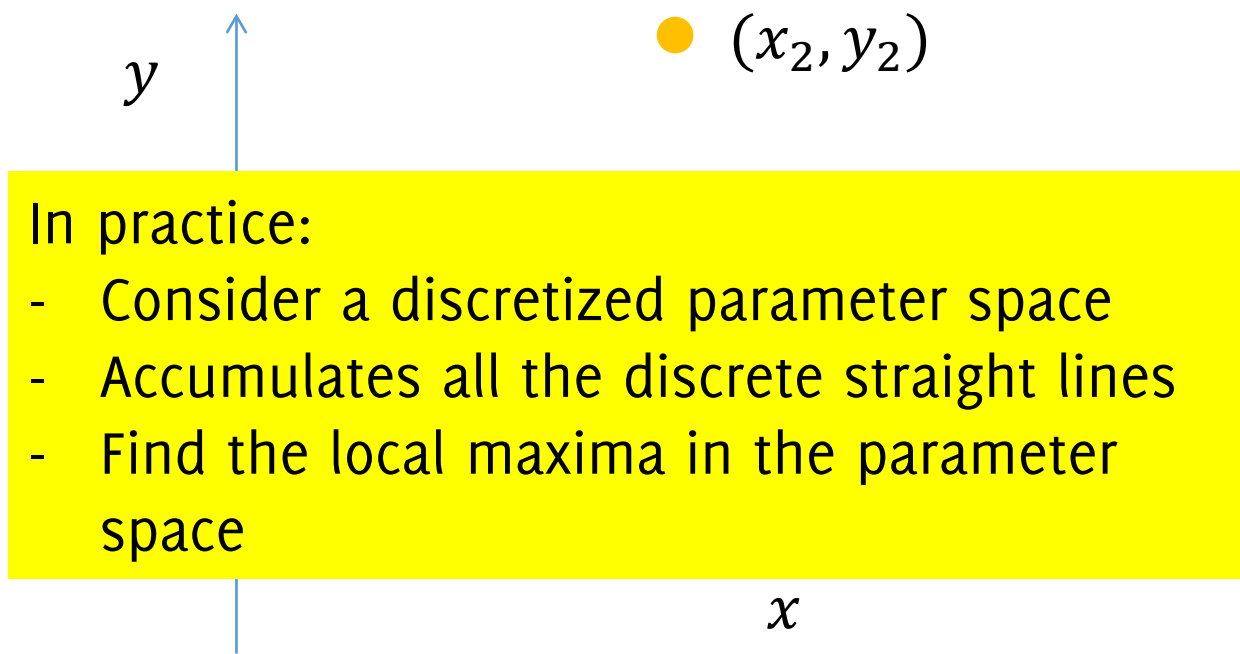 y
(x₂, y₂)
In practice:
- Consider a discretized parameter space
- Accumulates all the discrete straight lines
- Find the local maxima in the parameter
space
x